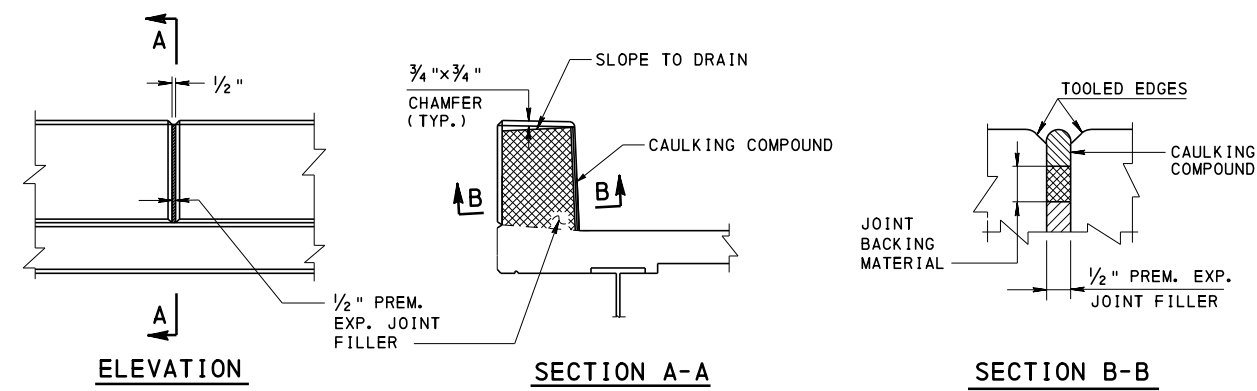 A
1/2"
A
1/2" PREM.
EXP. JOINT
FILLER
ELEVATION
3/4"x3/4"
CHAMFER
(TYP.)
SLOPE TO DRAIN
CAULKING COMPOUND
B
B
SECTION A-A
TOOLED EDGES
CAULKING
COMPOUND
JOINT
BACKING
MATERIAL
1/2" PREM. EXP.
JOINT FILLER
SECTION B-B